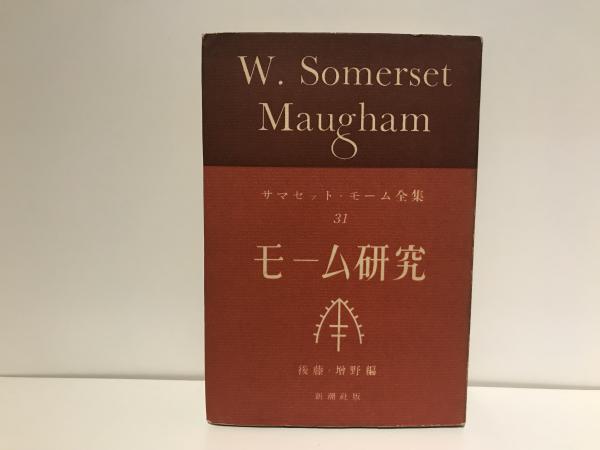 W. Somerset
Maugham
サマセット・モーム全集
31
モーム研究
後藤・増野編
新潮社版